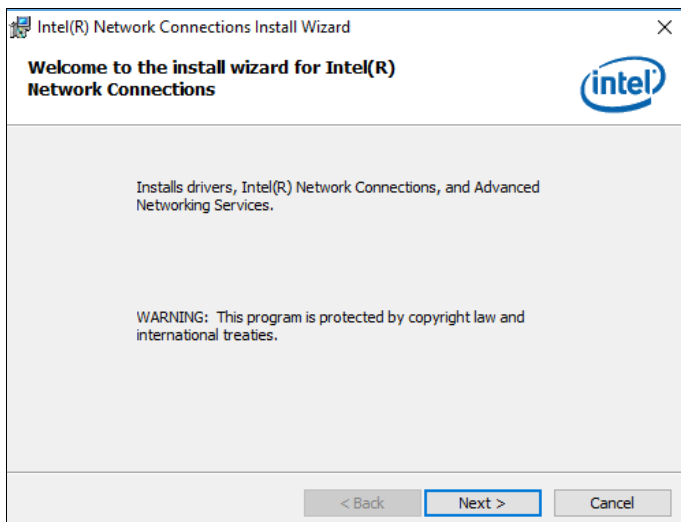 Intel(R) Network Connections Install Wizard
Welcome to the install wizard for Intel(R)
Network Connections
intel
Installs drivers, Intel(R) Network Connections, and Advanced
Networking Services.
WARNING: This program is protected by copyright law and
international treaties.
< Back Next > Cancel